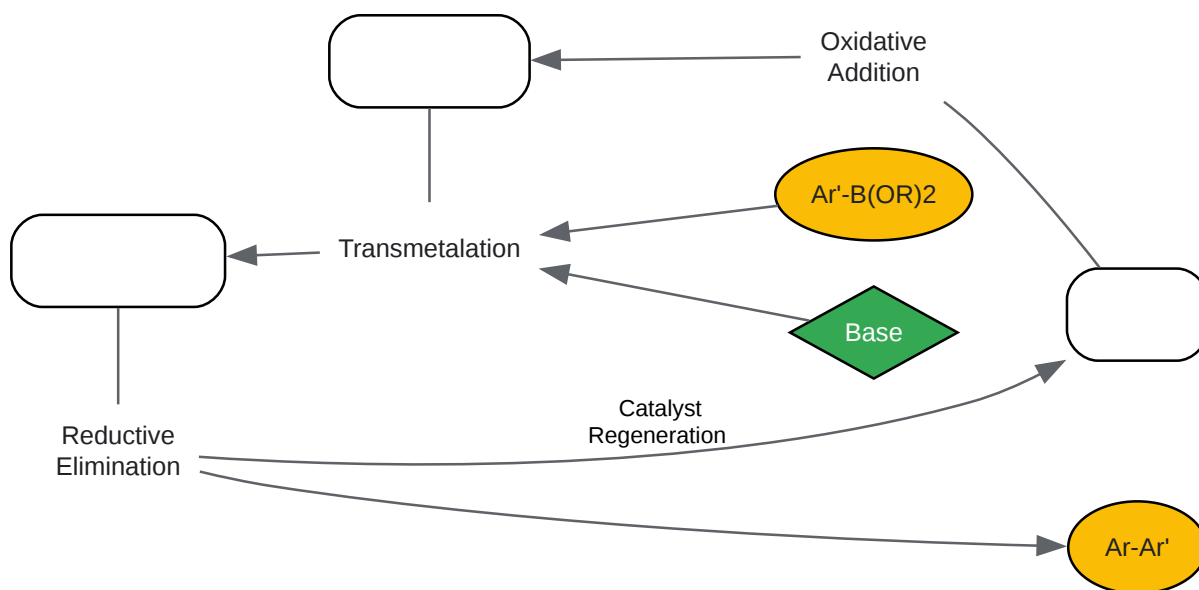 Oxidative
Addition
Ar'-B(OR)2
Transmetalation
Base
Catalyst
Regeneration
Reductive
Elimination
Ar-Ar'